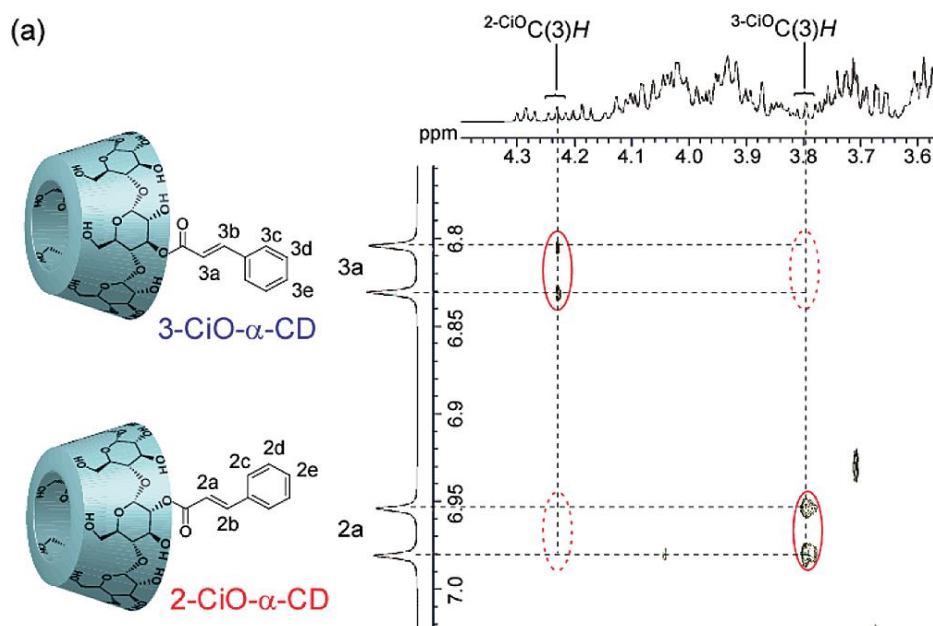 (a)
2-CiOC(3)H
3-CiOC(3)H
ppm
4.3 4.2 4.1 4.0 3.9 3.8 3.7 3.6
6.8
6.85
6.9
6.95
7.0
3a
2a
O
O
3b
3a
3c
3d
3e
3-CiO-α-CD
O
O
2a
2b
2c
2d
2e
2-CiO-α-CD